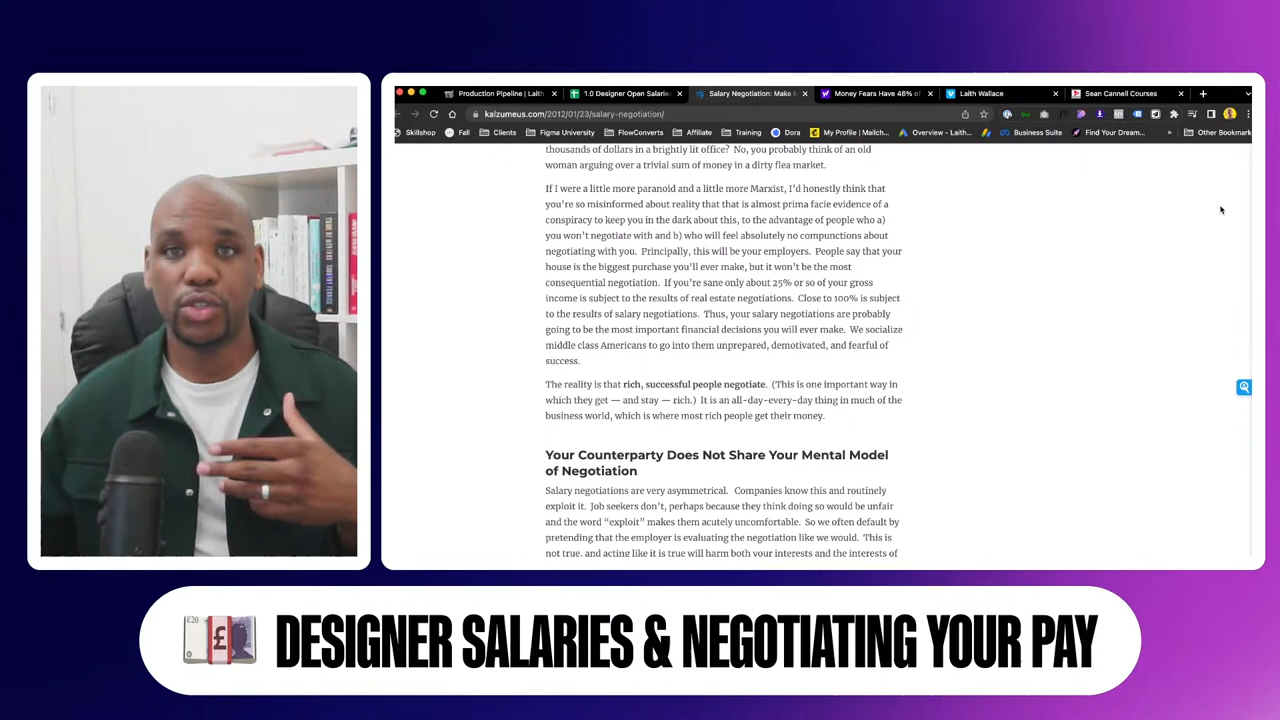 Production Pipeline | Laith
1.0 Designer Open Salarie
Salary Negotiation: Make M
Money Fears Have 46% of
Laith Wallace
Sean Cannell Courses
kalzumeus.com/2012/01/23/salary-negotiation/
Skillshop
Fall
Clients
Figma University
FlowConverts
Affiliate
Training
Dora
My Profile | Mailch...
Overview - Laith...
Business Suite
Find Your Dream...
Other Bookmark
thousands of dollars in a brightly lit office? No, you probably think of an old
woman arguing over a trivial sum of money in a dirty flea market.
If I were a little more paranoid and a little more Marxist, I'd honestly think that
you're so misinformed about reality that that is almost prima facie evidence of a
conspiracy to keep you in the dark about this, to the advantage of people who a)
you won't negotiate with and b) who will feel absolutely no compunctions about
negotiating with you. Principally, this will be your employers. People say that your
house is the biggest purchase you'll ever make, but it won't be the most
consequential negotiation. If you're sane only about 25% or so of your gross
income is subject to the results of real estate negotiations. Close to 100% is subject
to the results of salary negotiations. Thus, your salary negotiations are probably
going to be the most important financial decisions you will ever make. We socialize
middle class Americans to go into them unprepared, demotivated, and fearful of
success.
The reality is that rich, successful people negotiate. (This is one important way in
which they get — and stay — rich.) It is an all-day-every-day thing in much of the
business world, which is where most rich people get their money.
Your Counterparty Does Not Share Your Mental Model
of Negotiation
Salary negotiations are very asymmetrical. Companies know this and routinely
exploit it. Job seekers don't, perhaps because they think doing so would be unfair
and the word “exploit” makes them acutely uncomfortable. So we often default by
pretending that the employer is evaluating the negotiation like we would. This is
not true, and acting like it is true will harm both your interests and the interests of
£20
£
DESIGNER SALARIES & NEGOTIATING YOUR PAY